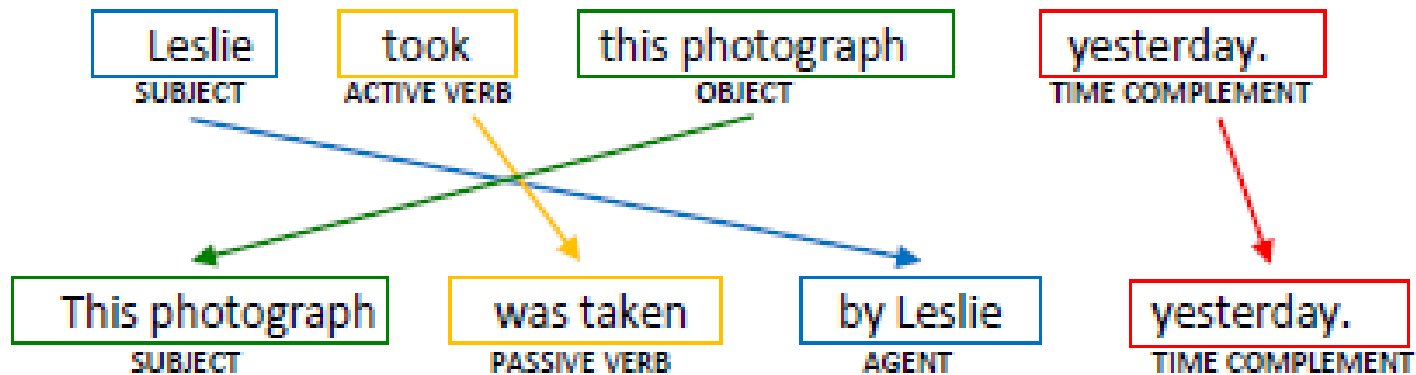 Leslie took this photograph yesterday.
SUBJECT ACTIVE VERB OBJECT TIME COMPLEMENT
This photograph was taken by Leslie yesterday.
SUBJECT PASSIVE VERB AGENT TIME COMPLEMENT